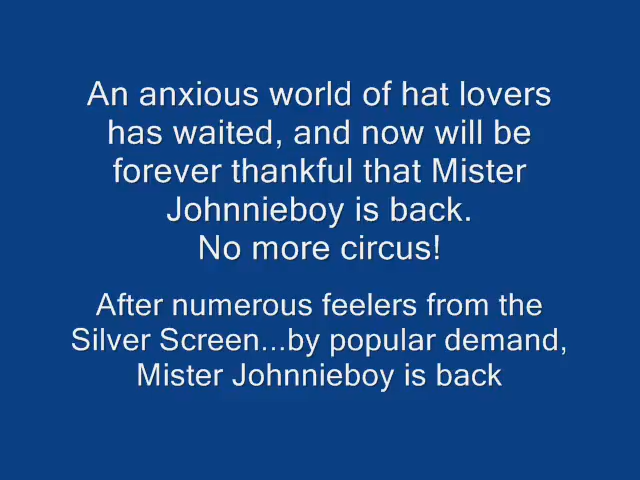 An anxious world of hat lovers
has waited, and now will be
forever thankful that Mister
Johnnieboy is back.
No more circus!
After numerous feelers from the
Silver Screen...by popular demand,
Mister Johnnieboy is back